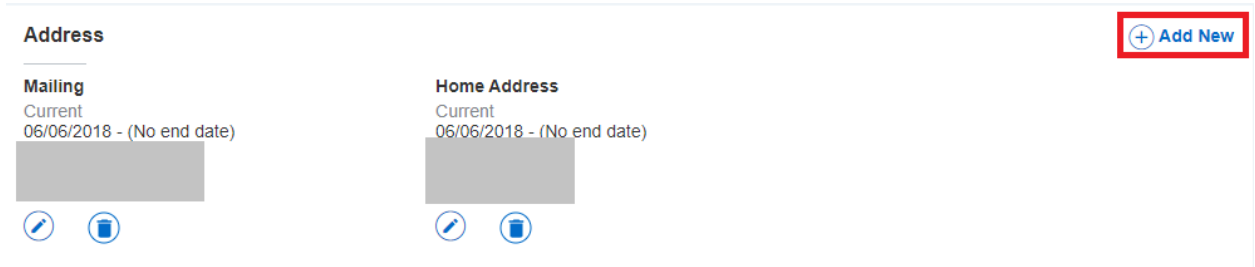 Address
Add New
Mailing
Current
06/06/2018 - (No end date)
Home Address
Current
06/06/2018 - (No end date)